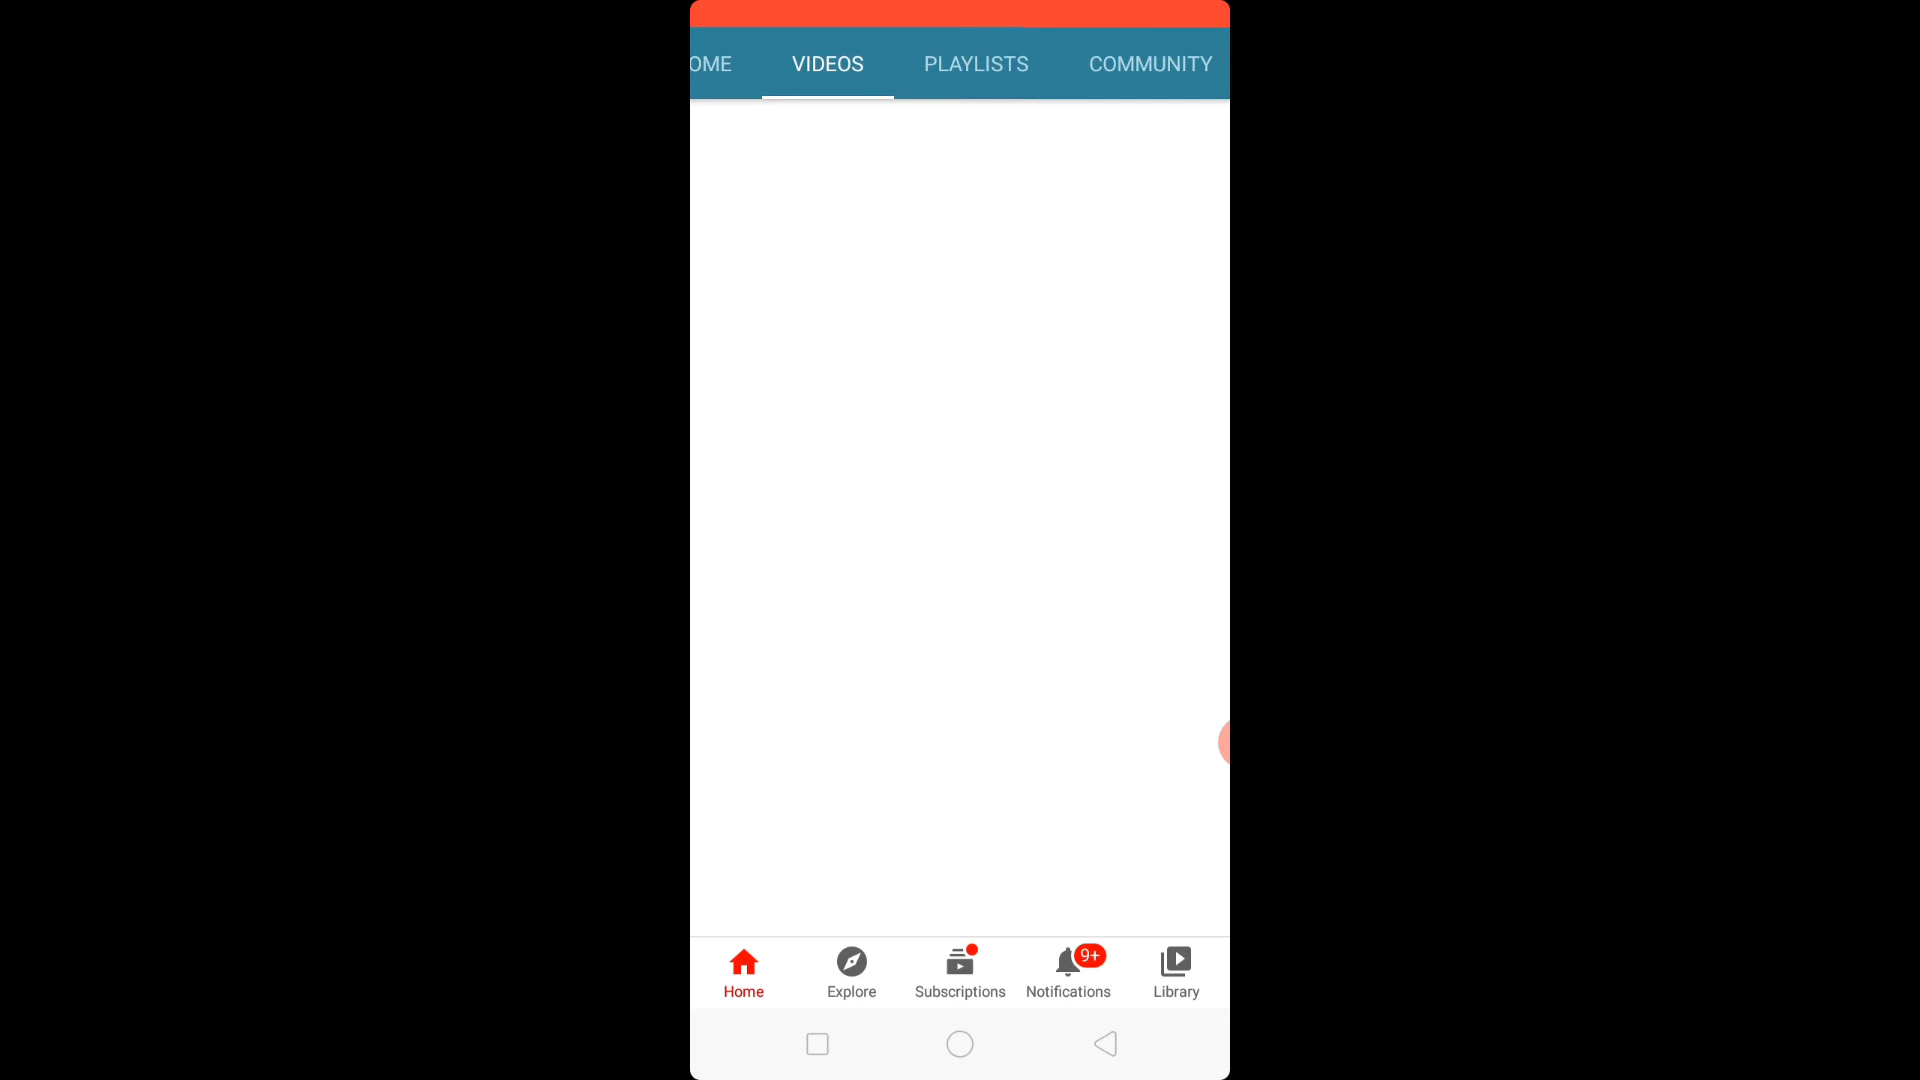 OME VIDEOS PLAYLISTS COMMUNITY
9+
Home Explore Subscriptions Notifications Library